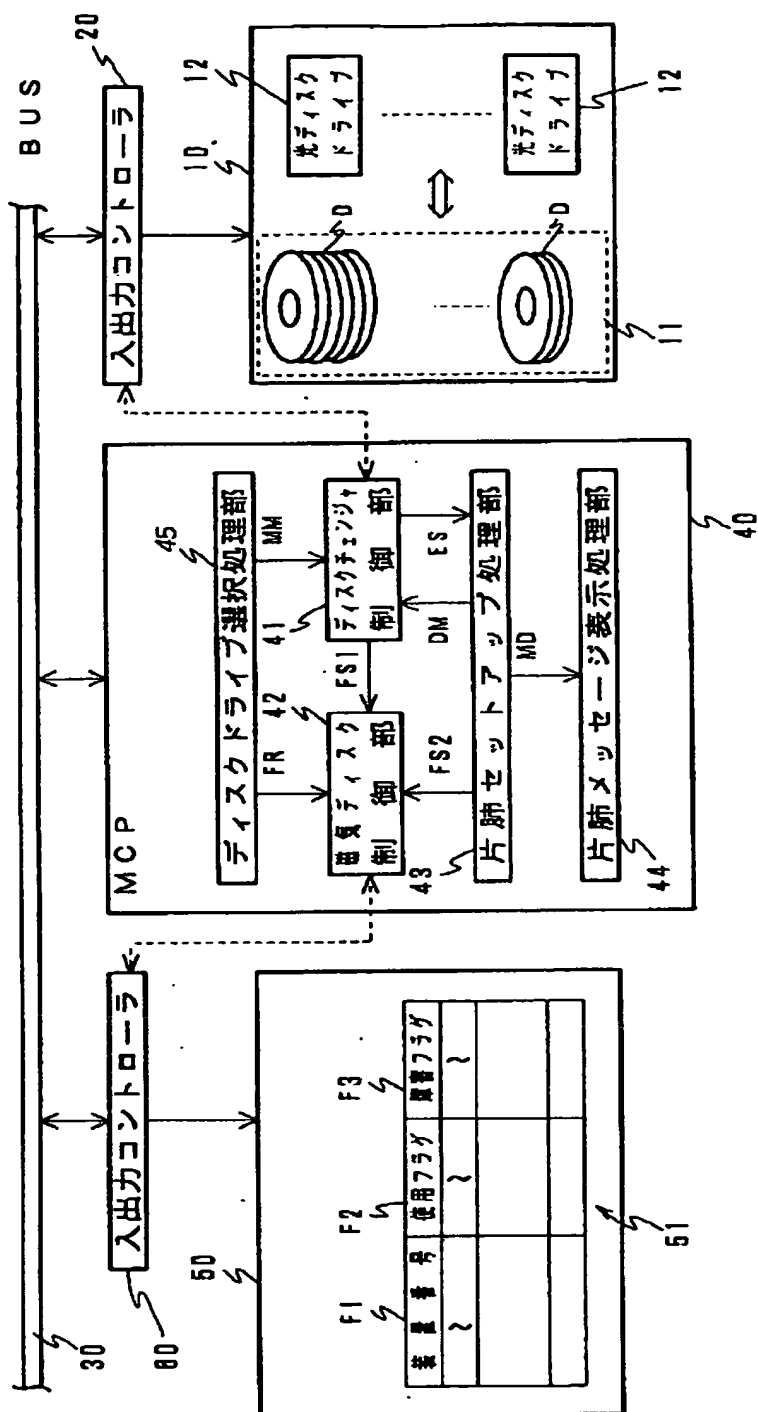 BUS
30
60
入出力コントローラ
入出力コントローラ
20
MCP
50
10
ディスクドライブ選択処理部
45
FR
MM
磁気ディスク
制御部
42
FS1
ディスクチェンジャ
制御部
41
FS2
DM
ES
43
片肺セットアップ処理部
MD
片肺メッセージ表示処理部
44
40
F1
F2
F3
装置番号
使用フラグ
障害フラグ
~
~
~
51
D
D
11
12
光ディスク
ドライブ
光ディスク
ドライブ
12